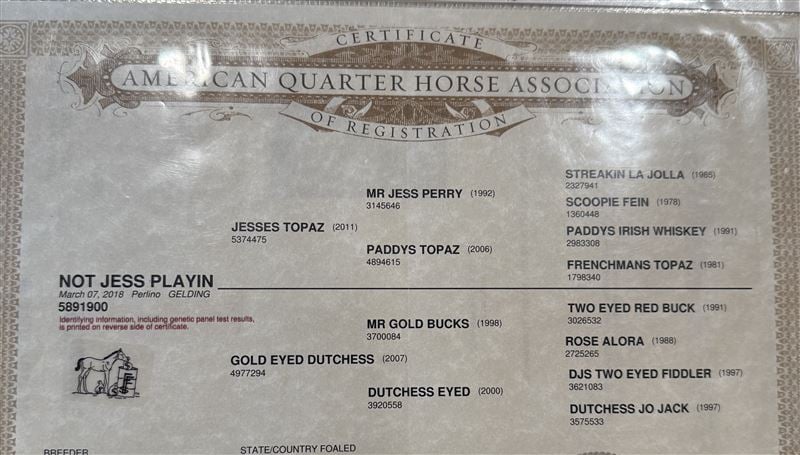 CERTIFICATE
AMERICAN QUARTER HORSE ASSOCIATION
OF REGISTRATION
STREAKIN LA JOLLA (1985)
2327941
MR JESS PERRY (1992)
3145646
SCOOPIE FEIN (1978)
1360448
JESSES TOPAZ (2011)
5374475
PADDYS IRISH WHISKEY (1991)
2983308
PADDYS TOPAZ (2006)
4894615
FRENCHMANS TOPAZ (1981)
1798340
NOT JESS PLAYIN
March 07, 2018 Perlino GELDING
5891900
Identifying information, including genetic panel test results,
is printed on reverse side of certificate.
TWO EYED RED BUCK (1991)
3026532
MR GOLD BUCKS (1998)
3700084
ROSE ALORA (1988)
2725265
GOLD EYED DUTCHESS (2007)
4977294
DJS TWO EYED FIDDLER (1997)
3621083
DUTCHESS EYED (2000)
3920558
DUTCHESS JO JACK (1997)
3575533
BREEDER
STATE/COUNTRY FOALED